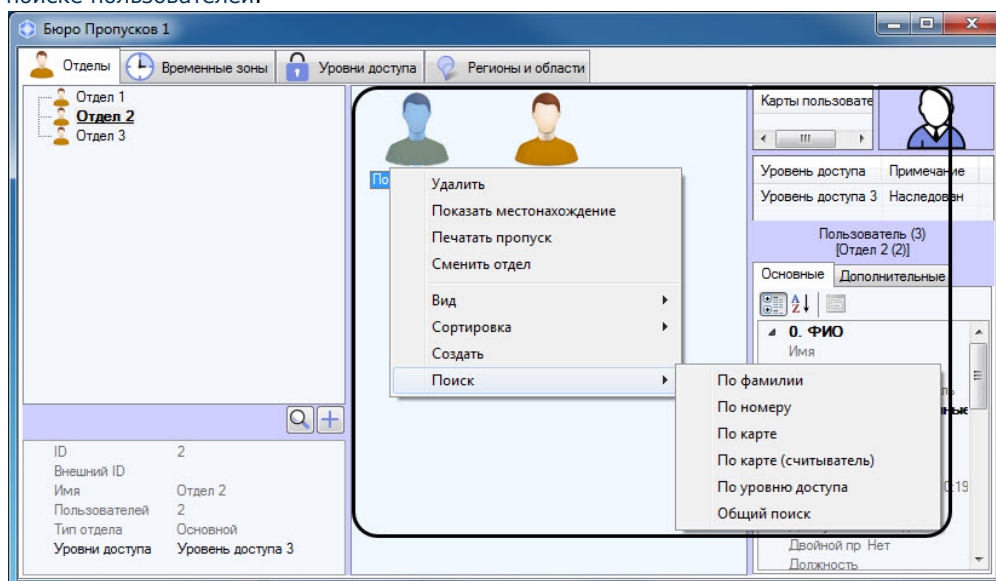 поиске пользователей.
Бюро Пропусков 1
Отделы Временные зоны Уровни доступа Регионы и области
Отдел 1
Отдел 2
Отдел 3
По
Удалить
Показать местонахождение
Печатать пропуск
Сменить отдел
Вид
Сортировка
Создать
Поиск
По фамилии
По номеру
По карте
По карте (считыватель)
По уровню доступа
Общий поиск
Карты пользовате
Уровень доступа Примечание
Уровень доступа 3 Наследован
Пользователь (3)
[Отдел 2 (2)]
Основные Дополнительные
0. ФИО
Имя
ID 2
Внешний ID
Имя Отдел 2
Пользователей 2
Тип отдела Основной
Уровни доступа Уровень доступа 3
Двойной пр Нет
Должность